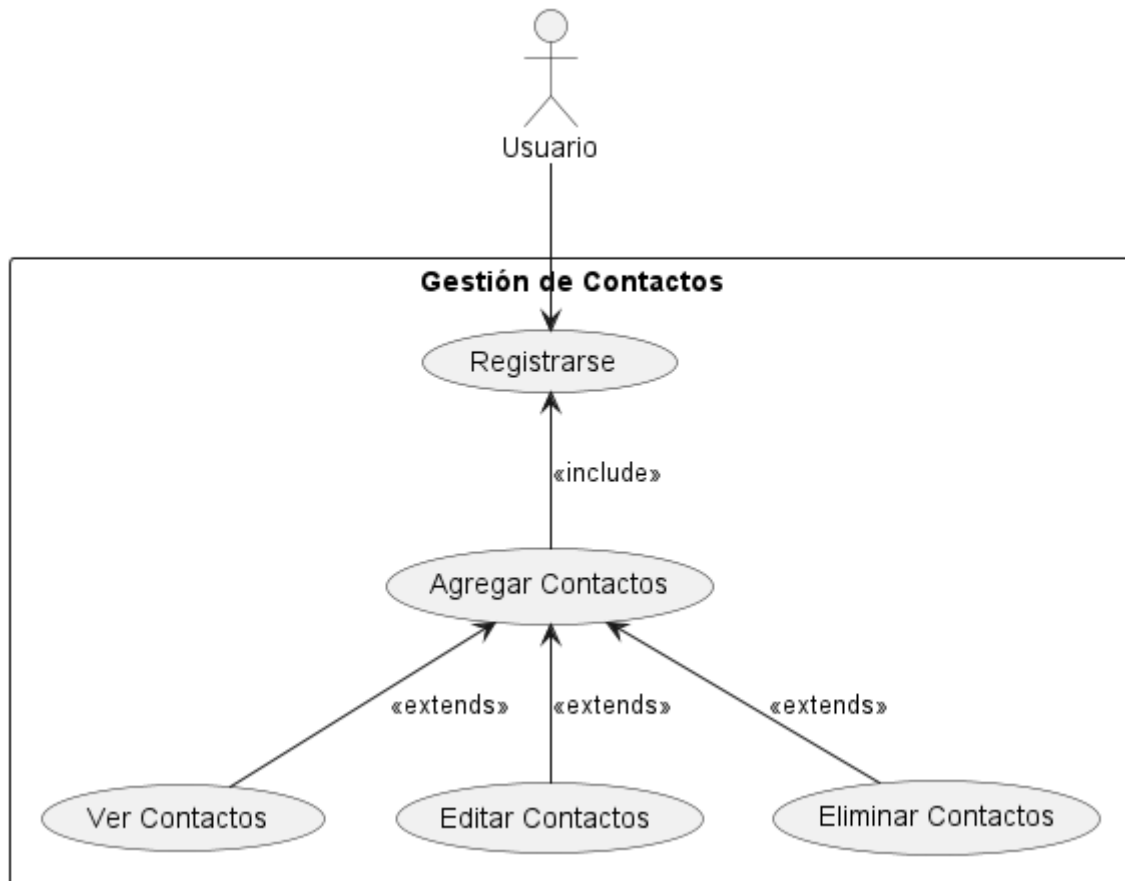 Usuario
Gestión de Contactos
Registrarse
«include»
Agregar Contactos
«extends»
«extends»
«extends»
Ver Contactos
Editar Contactos
Eliminar Contactos